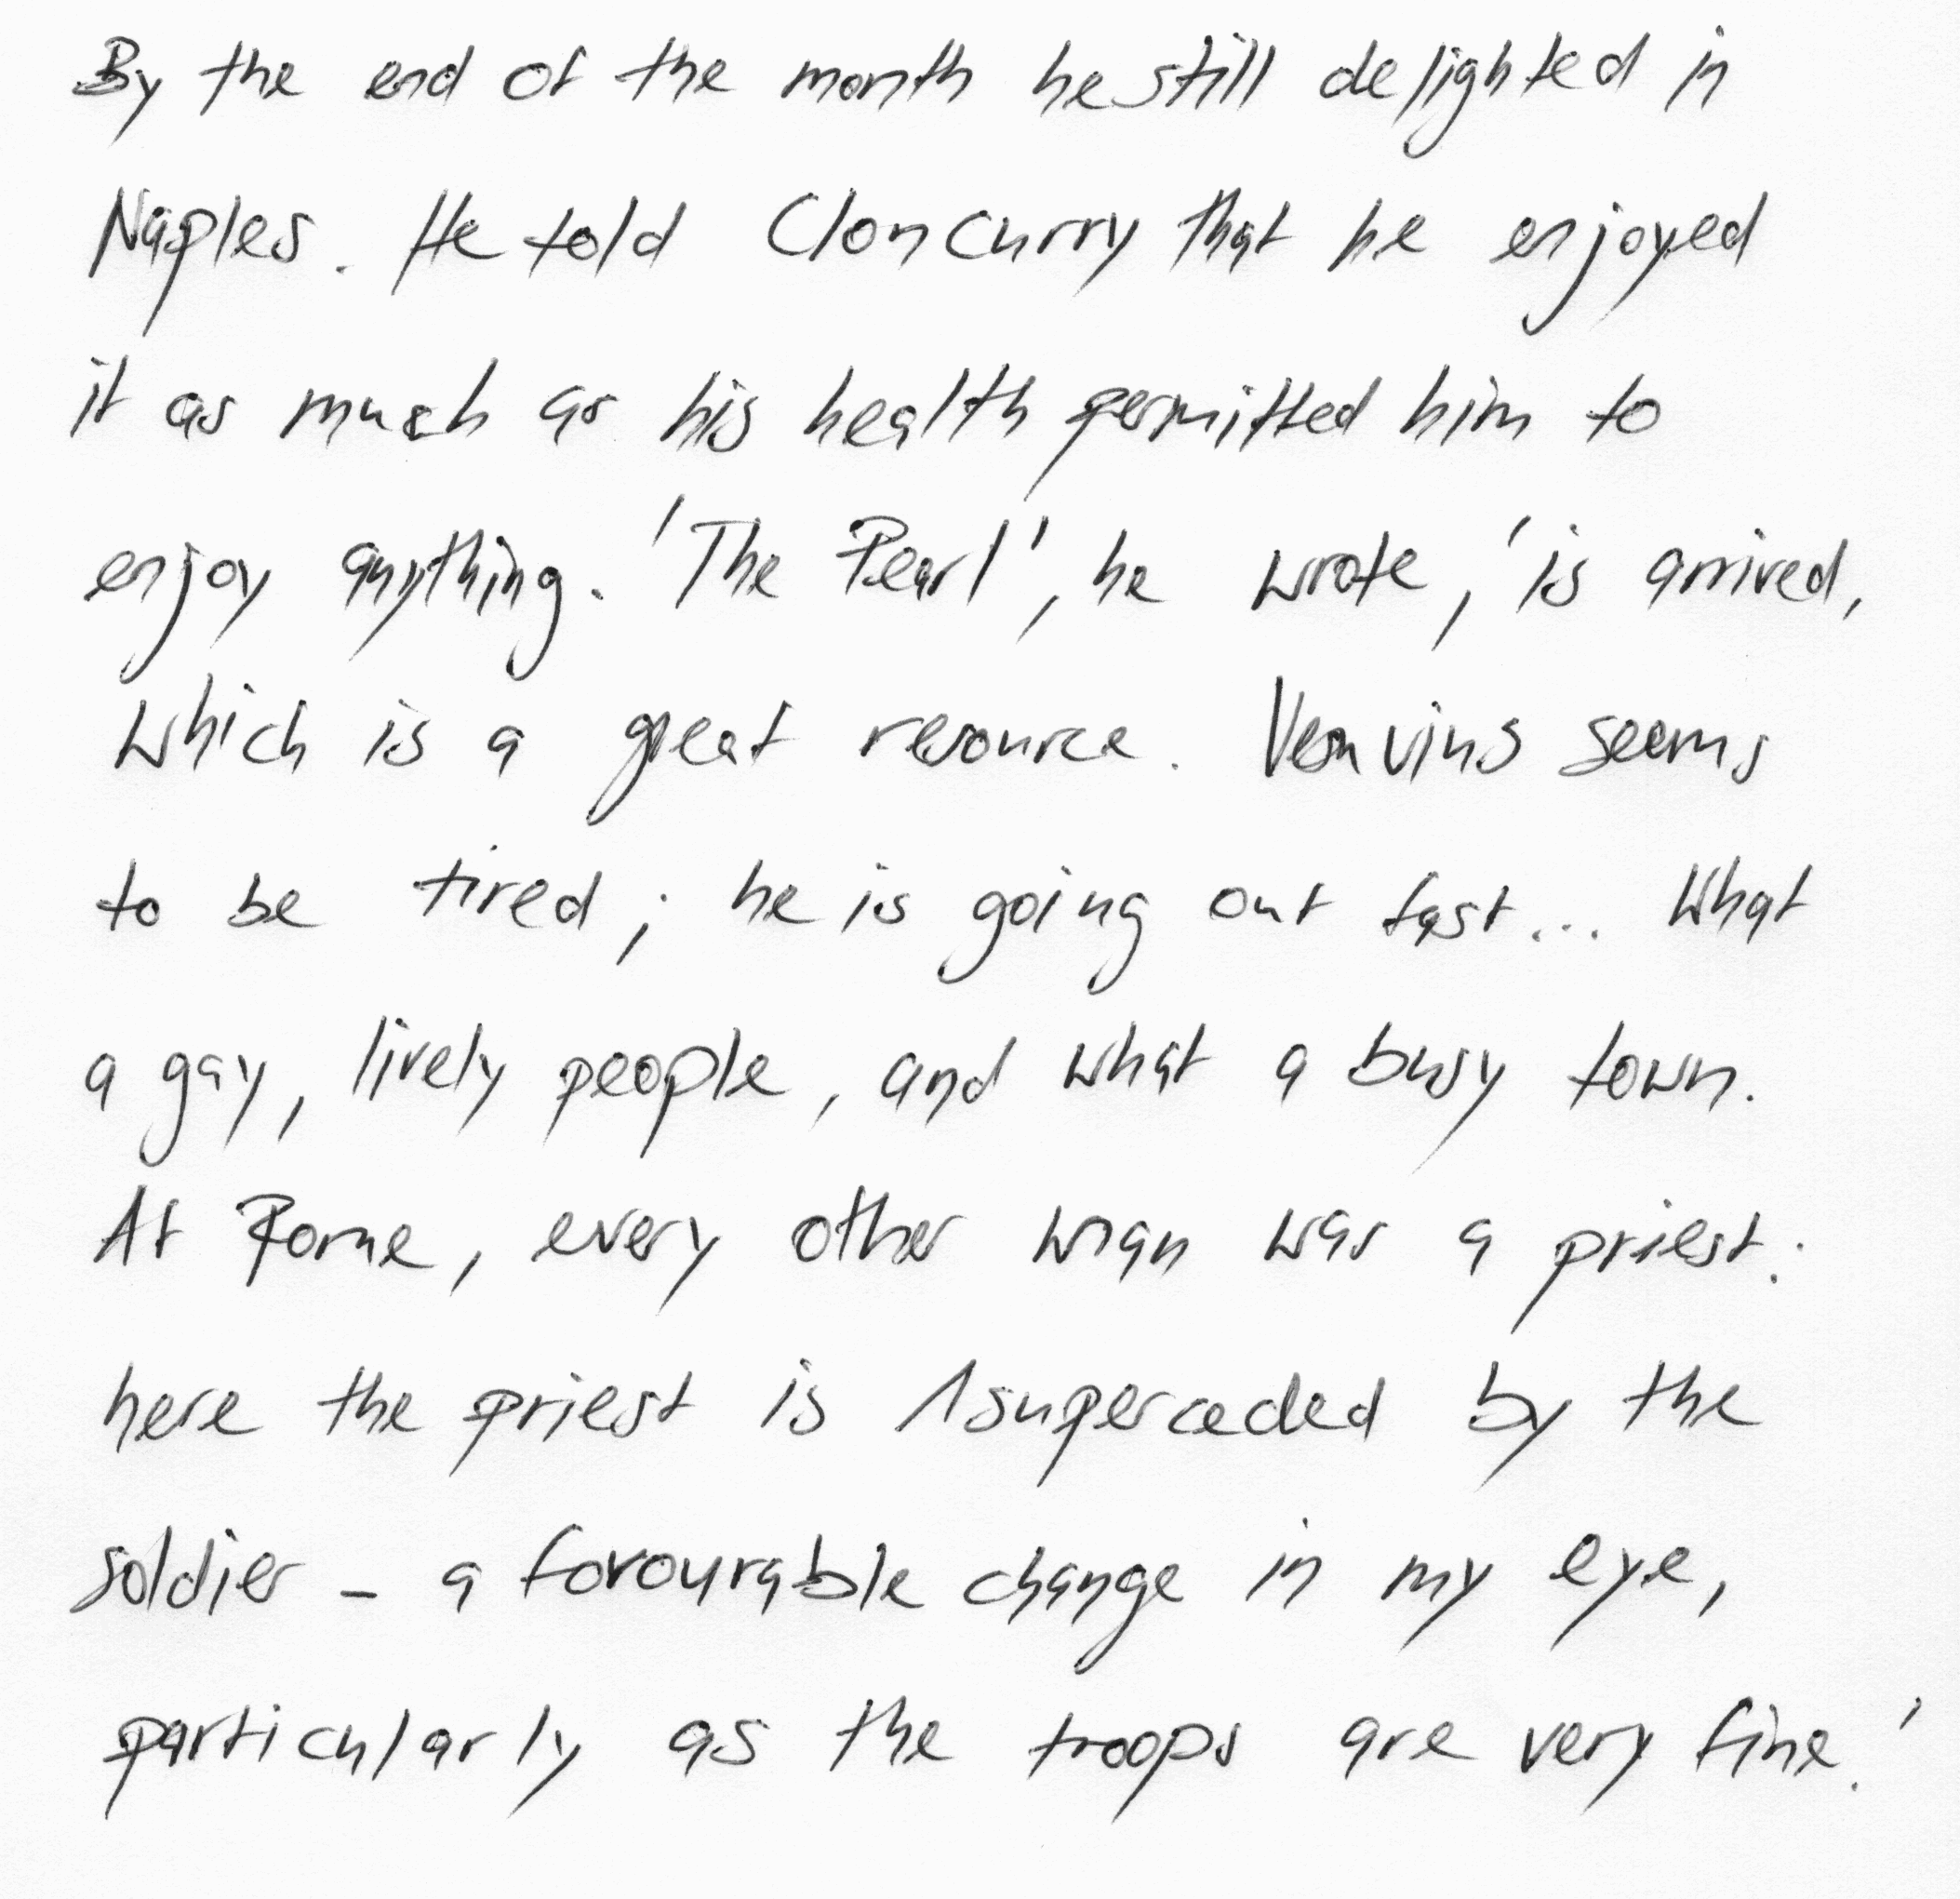 By the end of the month he still delighted in
Naples. He told Cloncurry that he enjoyed
it as much as his health permitted him to
enjoy anything. 'The Pearl', he wrote, 'is arrived,
which is a great resource. Vesuvius seems
to be tired; he is going out fast... What
a gay, lively people, and what a busy town.
At Rome, every other man was a priest:
here the priest is superceded by the
soldier - a favourable change in my eye,
particularly as the troops are very fine.'